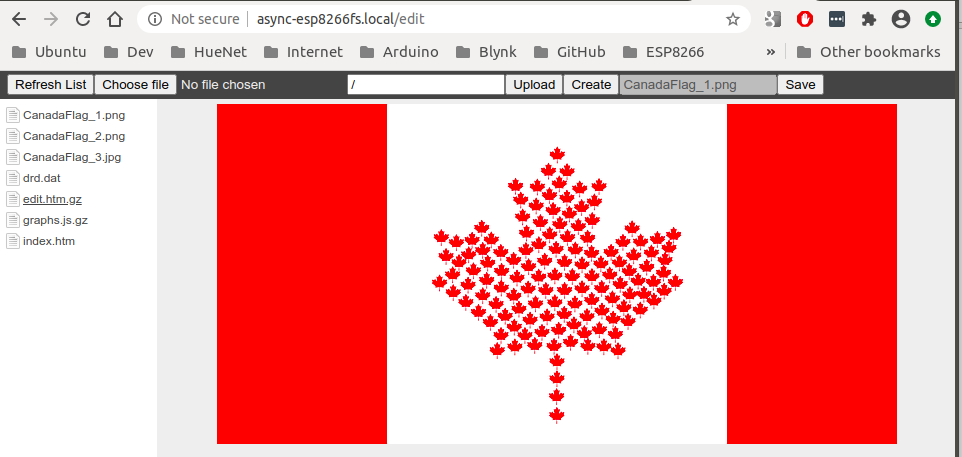 Not secure async-esp8266fs.local/edit
Ubuntu Dev HueNet Internet Arduino Blynk GitHub ESP8266 » Other bookmarks
Refresh List Choose file No file chosen / Upload Create CanadaFlag_1.png Save
CanadaFlag_1.png
CanadaFlag_2.png
CanadaFlag_3.jpg
drd.dat
edit.htm.gz
graphs.js.gz
index.htm